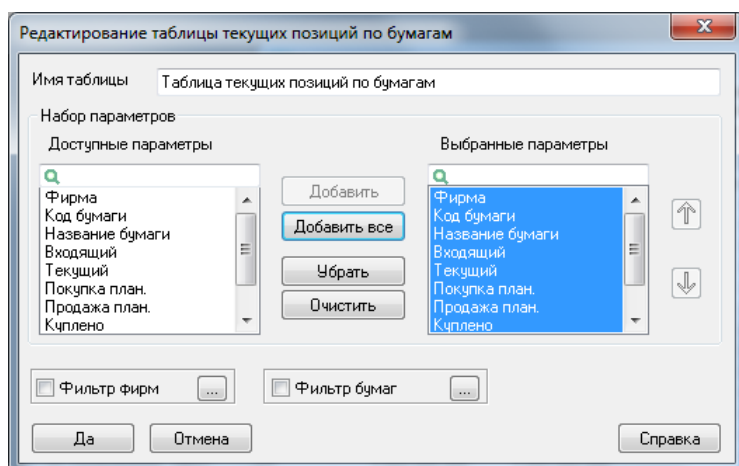 Редактирование таблицы текущих позиций по бумагам
Имя таблицы
Таблица текущих позиций по бумагам
Набор параметров
Доступные параметры
Фирма
Код бумаги
Название бумаги
Входящий
Текущий
Покупка план.
Продажа план.
Куплено
Добавить
Добавить все
Убрать
Очистить
Выбранные параметры
Фирма
Код бумаги
Название бумаги
Входящий
Текущий
Покупка план.
Продажа план.
Куплено
Фильтр фирм ...
Фильтр бумаг ...
Да
Отмена
Справка